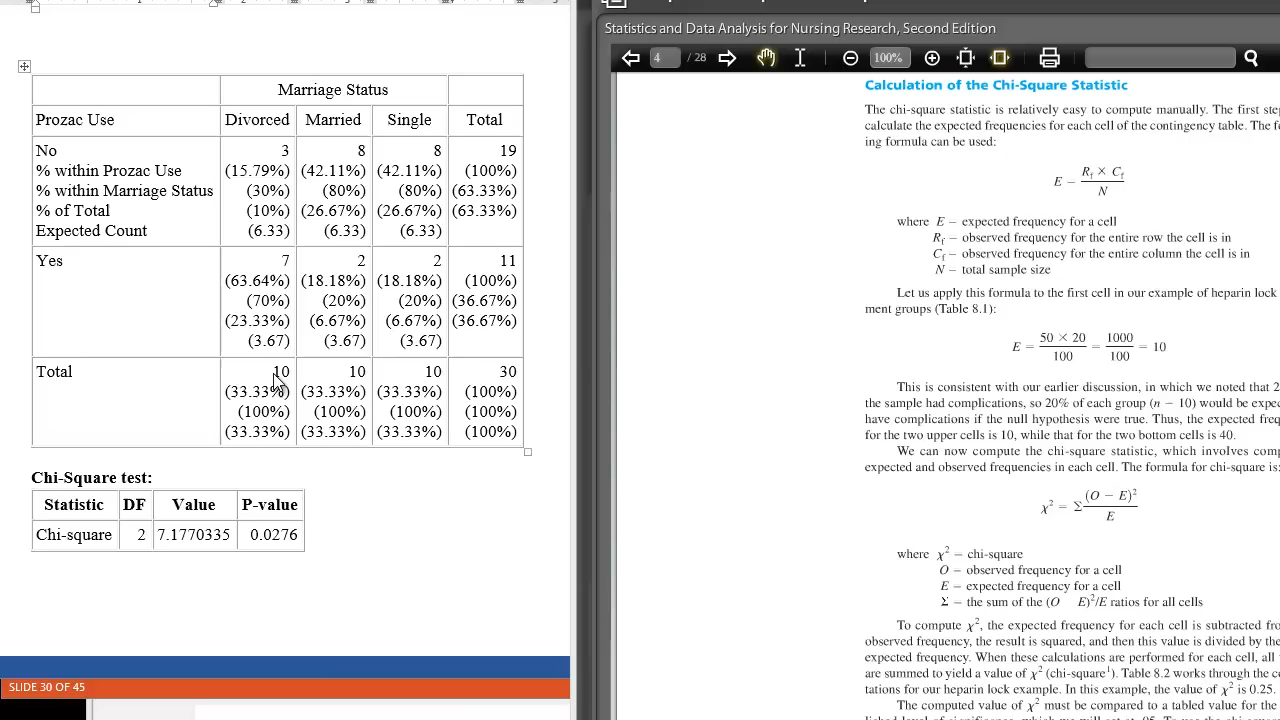 Marriage Status
Prozac Use Divorced Married Single Total
No 3 8 8 19
% within Prozac Use (15.79%) (42.11%) (42.11%) (100%)
% within Marriage Status (30%) (80%) (80%) (63.33%)
% of Total (10%) (26.67%) (26.67%) (63.33%)
Expected Count (6.33) (6.33) (6.33)
Yes 7 2 2 11
(63.64%) (18.18%) (18.18%) (100%)
(70%) (20%) (20%) (36.67%)
(23.33%) (6.67%) (6.67%) (36.67%)
(3.67) (3.67) (3.67)
Total 10 10 10 30
(33.33%) (33.33%) (33.33%) (100%)
(100%) (100%) (100%) (100%)
(33.33%) (33.33%) (33.33%) (100%)
Chi-Square test:
Statistic DF Value P-value
Chi-square 2 7.1770335 0.0276
SLIDE 30 OF 45
Statistics and Data Analysis for Nursing Research, Second Edition
4 / 28 100%
Calculation of the Chi-Square Statistic
The chi-square statistic is relatively easy to compute manually. The first
calculate the expected frequencies for each cell of the contingency table. The
ing formula can be used:
E – Rf × Cf
N
where E – expected frequency for a cell
Rf – observed frequency for the entire row the cell is in
Cf – observed frequency for the entire column the cell is in
N – total sample size
Let us apply this formula to the first cell in our example of heparin lock
ment groups (Table 8.1):
E = 50 × 20 / 100 = 1000 / 100 = 10
This is consistent with our earlier discussion, in which we noted that 2
the sample had complications, so 20% of each group (n – 10) would be
have complications if the null hypothesis were true. Thus, the expected
for the two upper cells is 10, while that for the two bottom cells is 40.
We can now compute the chi-square statistic, which involves
expected and observed frequencies in each cell. The formula for chi-square is:
χ² = Σ (O – E)²
E
where χ² – chi-square
O – observed frequency for a cell
E – expected frequency for a cell
Σ – the sum of the (O E)²/E ratios for all cells
To compute χ², the expected frequency for each cell is subtracted
observed frequency, the result is squared, and then this value is divided by the
expected frequency. When these calculations are performed for each cell, all
are summed to yield a value of χ² (chi-square¹). Table 8.2 works through the
tations for our heparin lock example. In this example, the value of χ² is 0.25.
The computed value of χ² must be compared to a tabled value for the